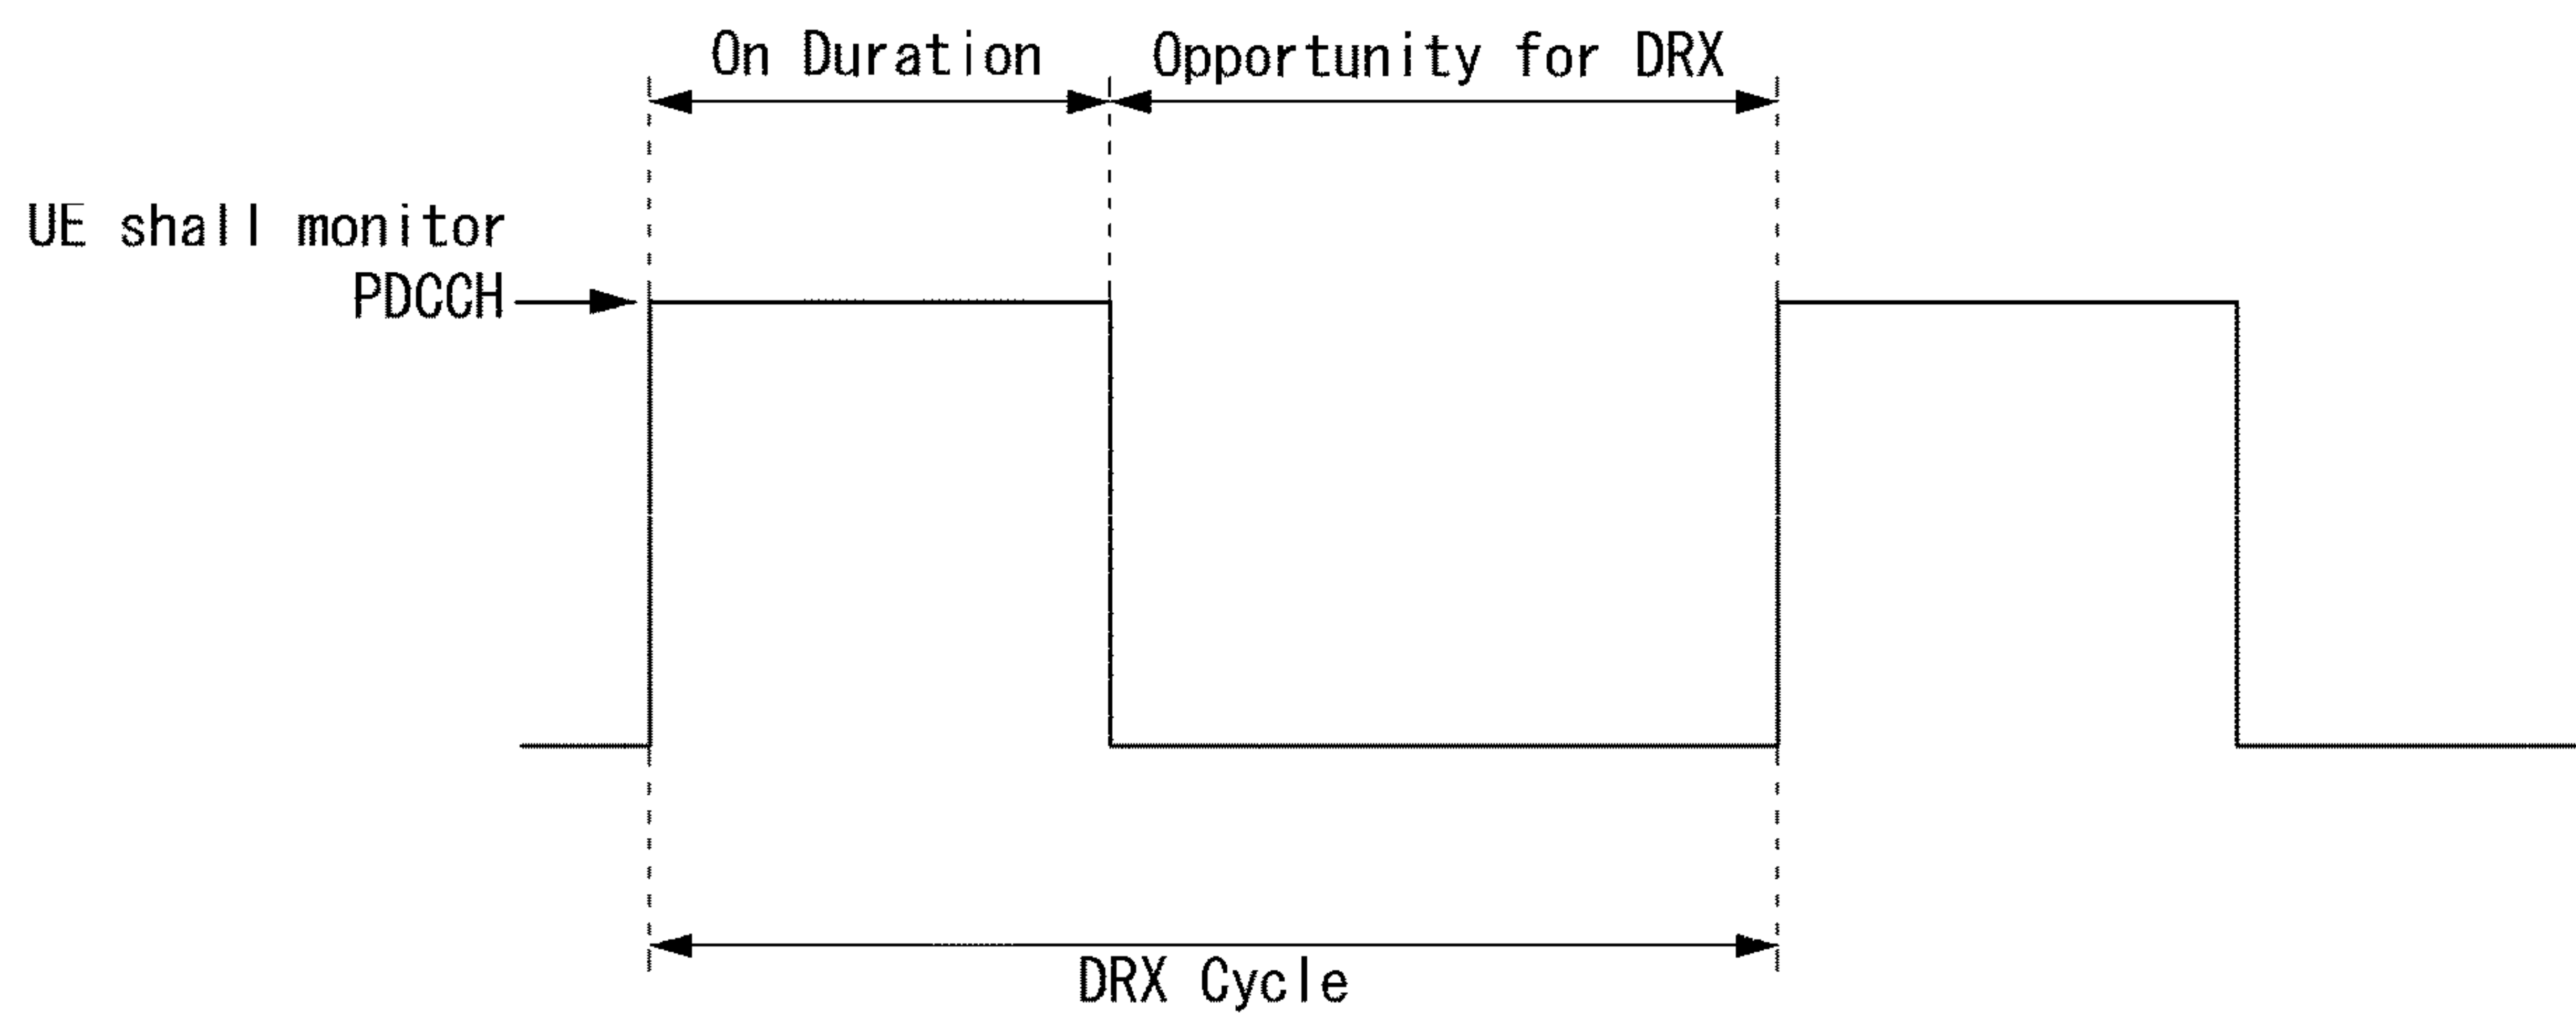 On Duration
Opportunity for DRX
UE shall monitor
PDCCH
DRX Cycle